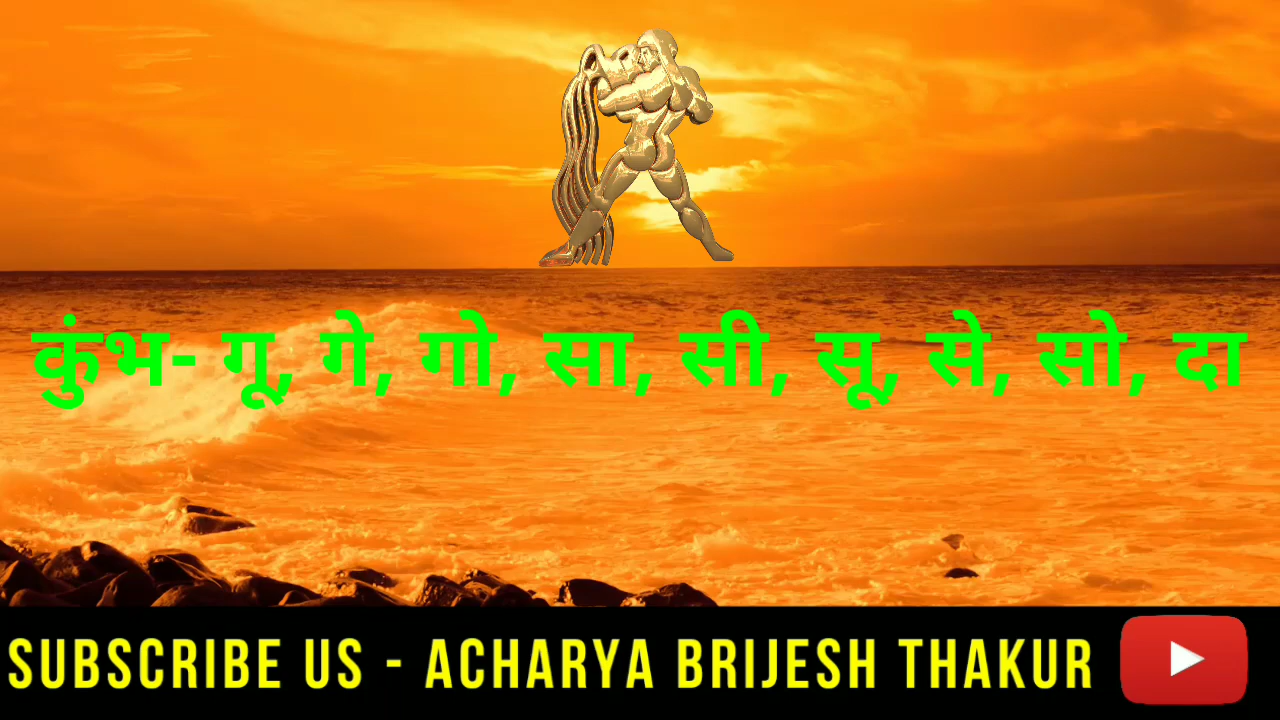 कुंभ- गू, गे, गो, सा, सी, सू, से, सो, दा
SUBSCRIBE US - ACHARYA BRIJESH THAKUR